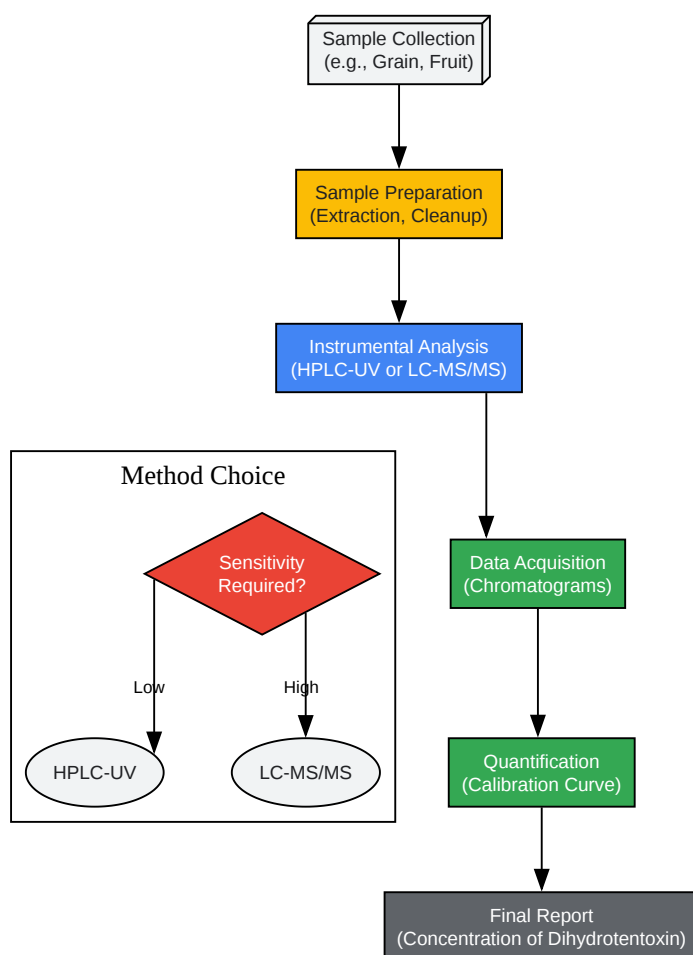 Sample Collection
(e.g., Grain, Fruit)
Sample Preparation
(Extraction, Cleanup)
Instrumental Analysis
(HPLC-UV or LC-MS/MS)
Method Choice
Sensitivity
Required?
Low
High
HPLC-UV
LC-MS/MS
Data Acquisition
(Chromatograms)
Quantification
(Calibration Curve)
Final Report
(Concentration of Dihydrotentoxin)